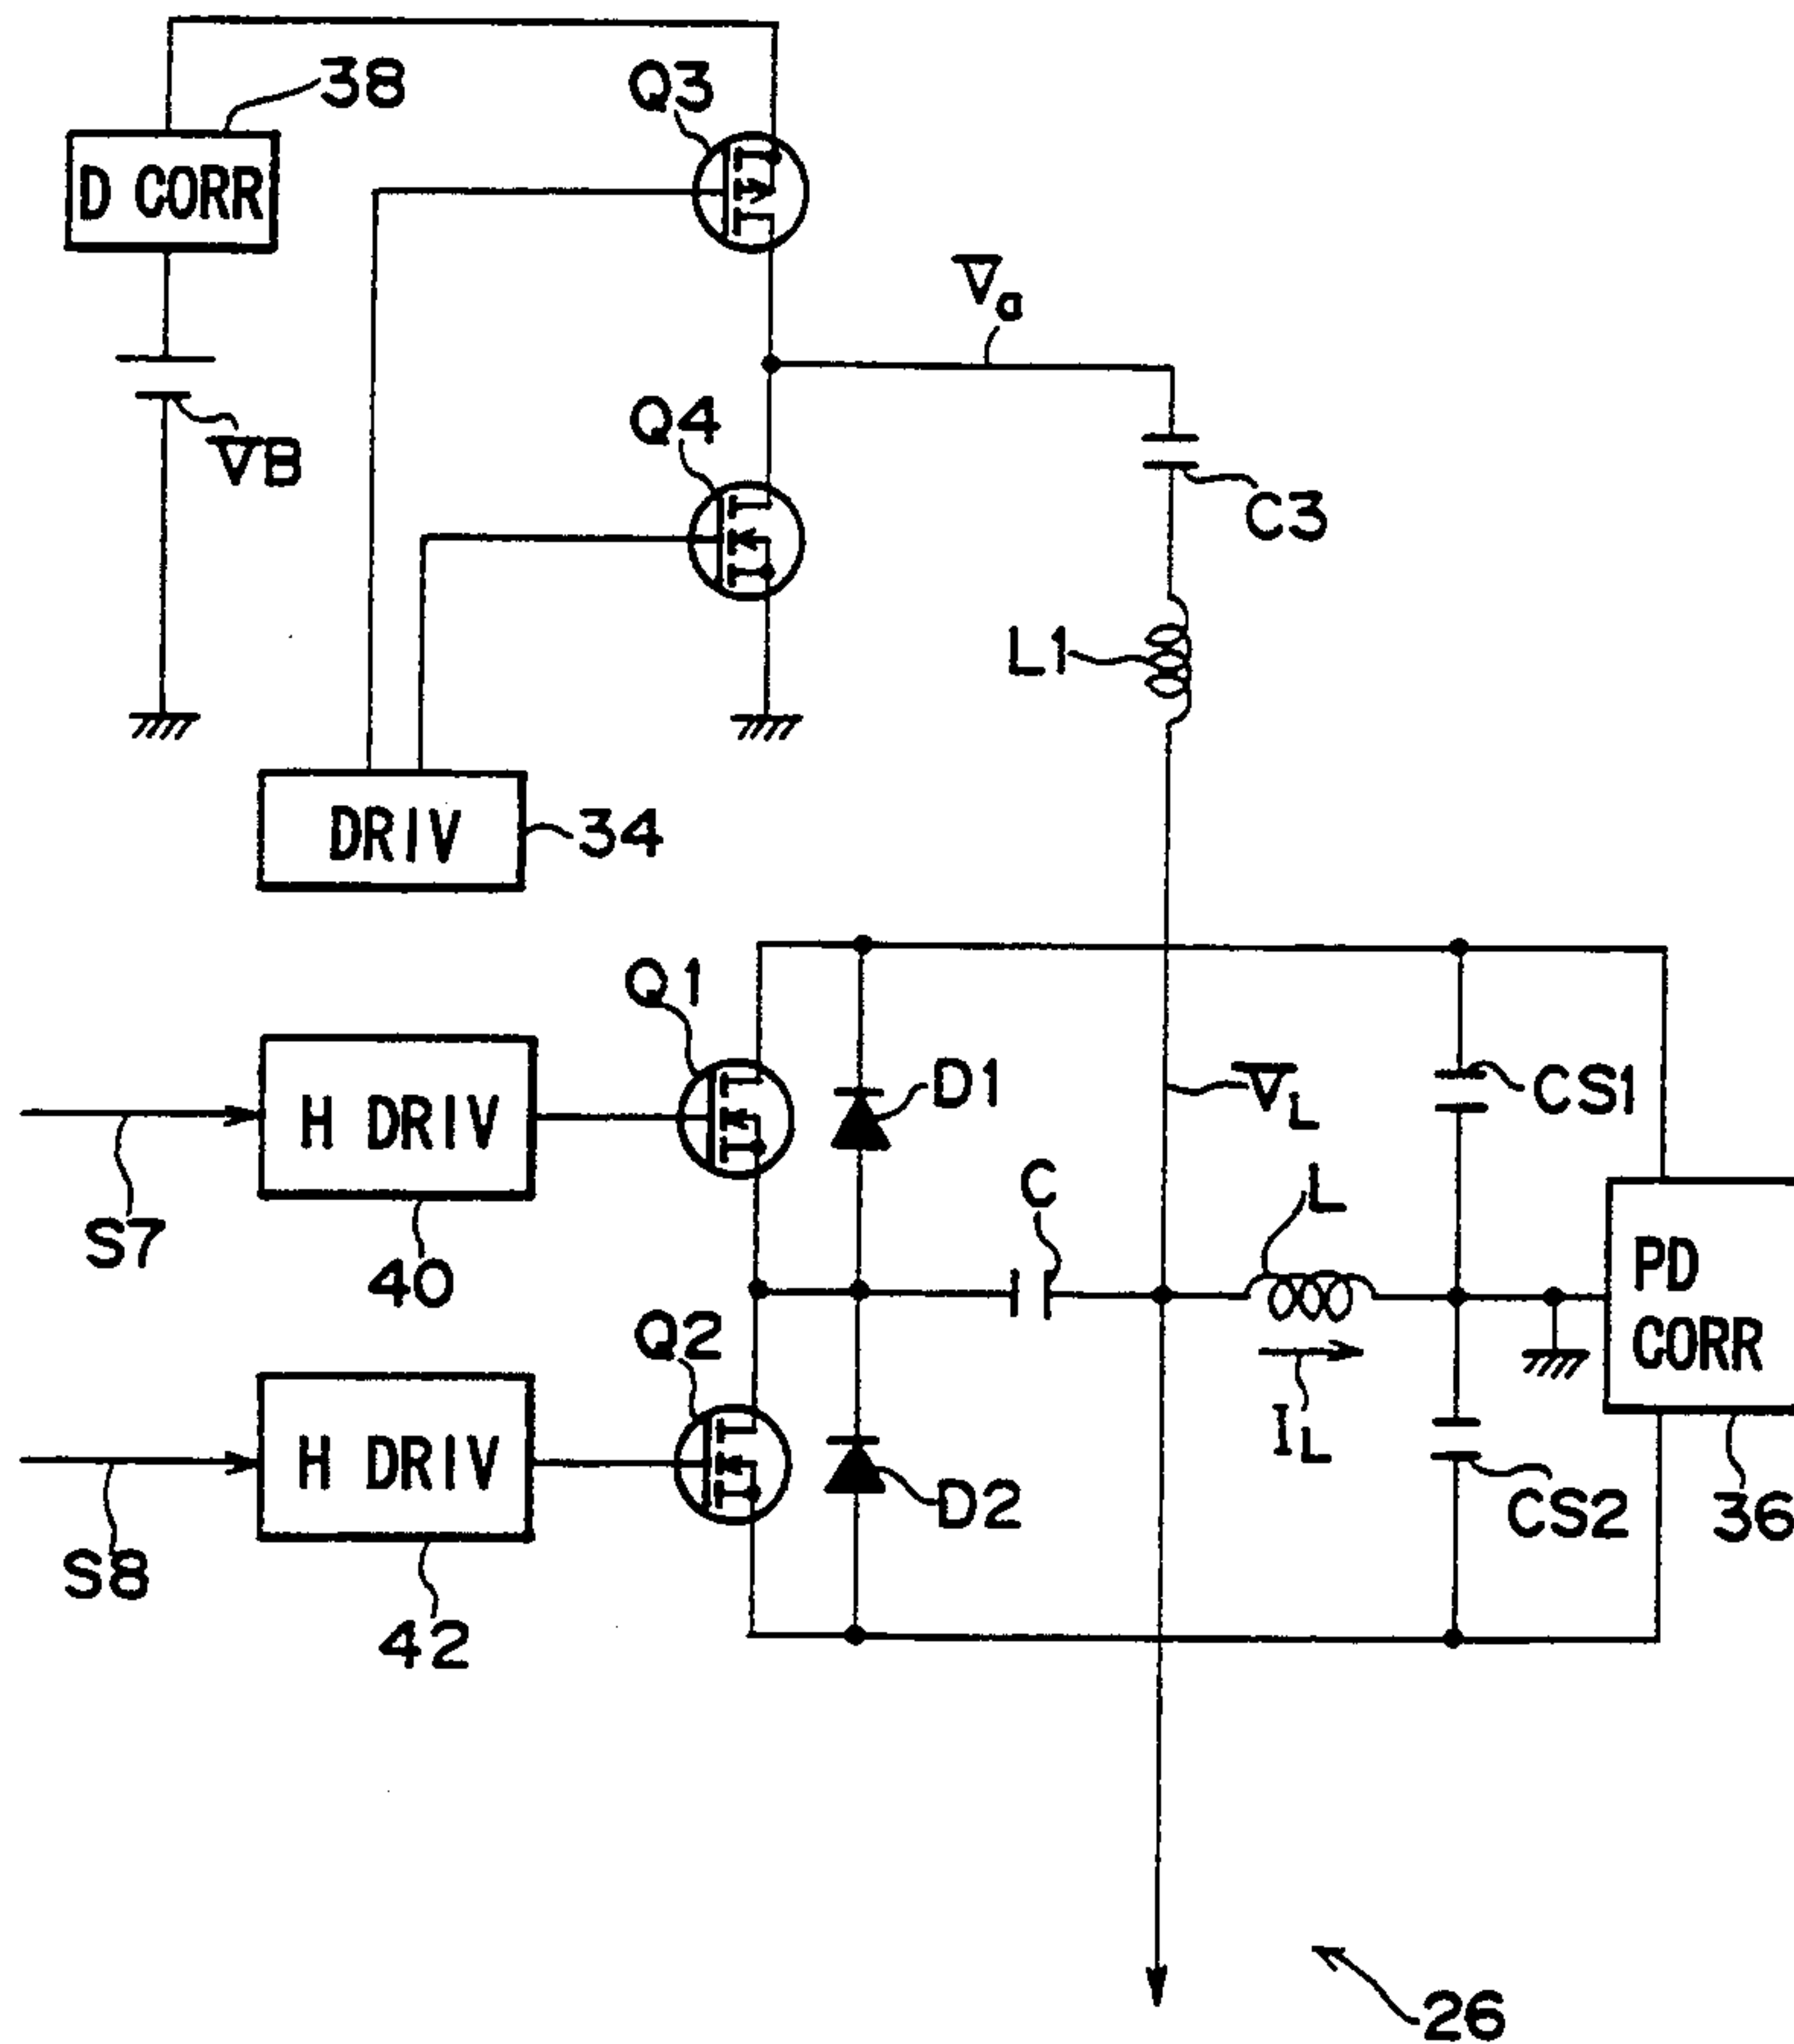 38
Q3
D CORR
Va
Q4
VB
C3
L1
DRIV
34
Q1
D1
VL
CS1
H DRIV
C
L
S7
40
PD
CORR
Q2
IL
H DRIV
D2
CS2
36
S8
42
26